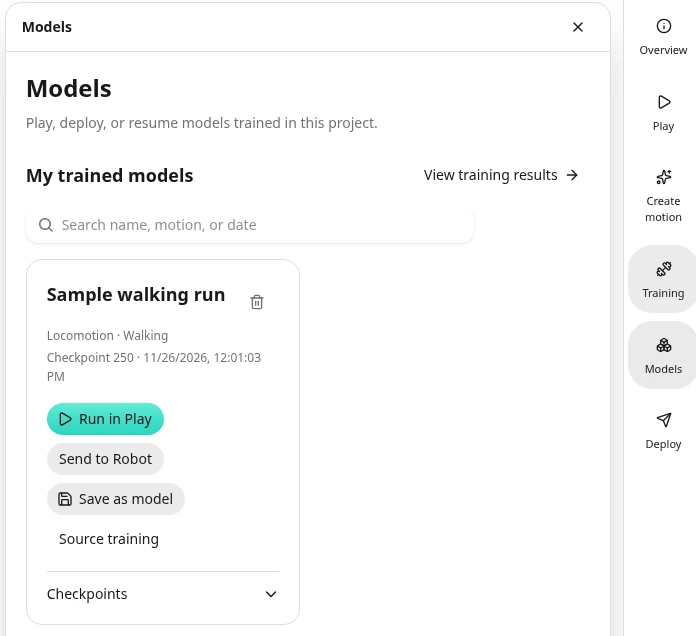 Models
Models
Play, deploy, or resume models trained in this project.
My trained models
View training results
Search name, motion, or date
Sample walking run
Locomotion · Walking
Checkpoint 250 · 11/26/2026, 12:01:03
PM
Run in Play
Send to Robot
Save as model
Source training
Checkpoints
Overview
Play
Create
motion
Training
Models
Deploy